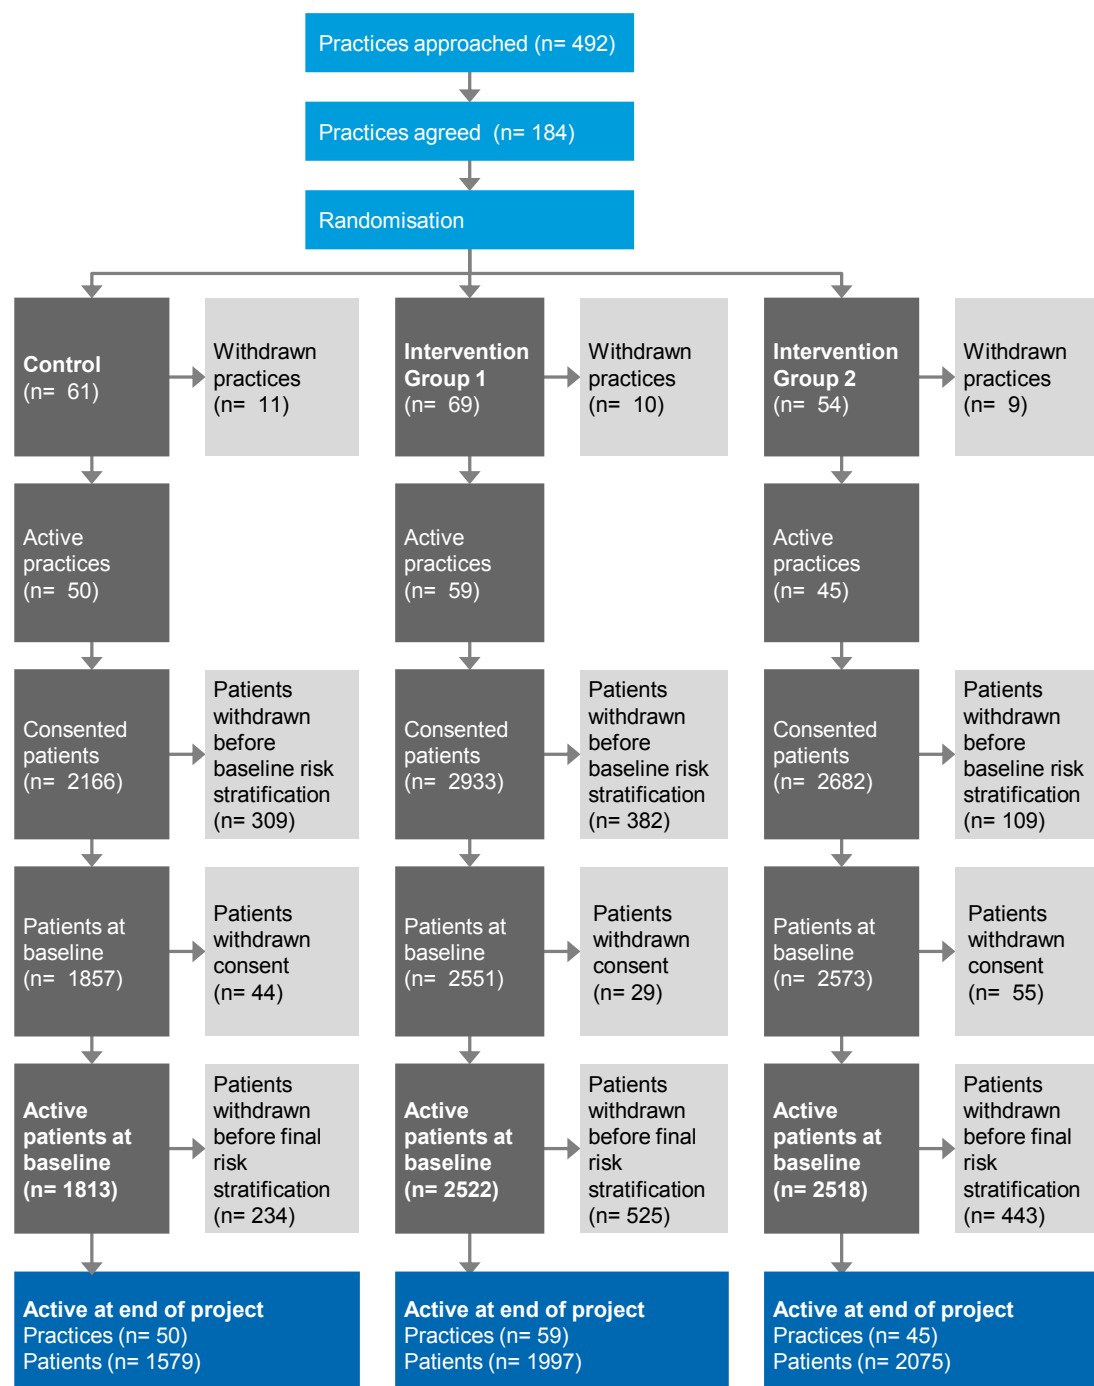 Practices approached (n= 492)
Practices agreed  (n= 184)
Randomisation
Control
(n=  61)
Withdrawn
practices
(n=  11)
Intervention
Group 1
(n=  69)
Withdrawn
practices
(n=  10)
Intervention
Group 2
(n=  54)
Withdrawn
practices
(n=  9)
Active
practices
(n=  50)
Active
practices
(n=  59)
Active
practices
(n=  45)
Consented
patients
(n=  2166)
Patients
withdrawn
before
baseline risk
stratification
(n= 309)
Consented
patients
(n=  2933)
Patients
withdrawn
before
baseline risk
stratification
(n= 382)
Consented
patients
(n=  2682)
Patients
withdrawn
before
baseline risk
stratification
(n= 109)
Patients at
baseline
(n=  1857)
Patients
withdrawn
consent
(n=  44)
Patients at
baseline
(n=  2551)
Patients
withdrawn
consent
(n= 29)
Patients at
baseline
(n=  2573)
Patients
withdrawn
consent
(n=  55)
Active
patients at
baseline
(n= 1813)
Patients
withdrawn
before final
risk
stratification
(n= 234)
Active
patients at
baseline
(n= 2522)
Patients
withdrawn
before final
risk
stratification
(n= 525)
Active
patients at
baseline
(n= 2518)
Patients
withdrawn
before final
risk
stratification
(n= 443)
Active at end of project
Practices (n= 50)
Patients (n= 1579)
Active at end of project
Practices (n= 59)
Patients (n= 1997)
Active at end of project
Practices (n= 45)
Patients (n= 2075)